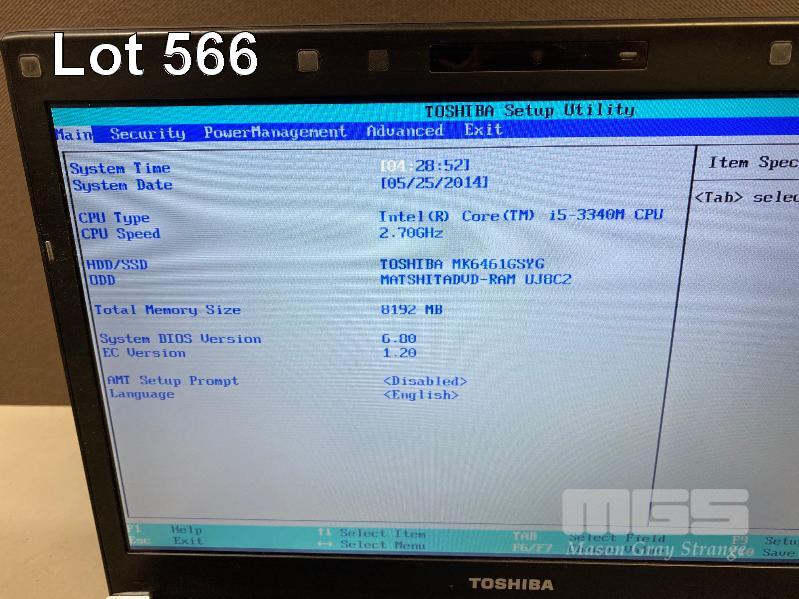 Lot 566
TOSHIBA Setup Utility
Main Security PowerManagement Advanced Exit
System Time [04:28:52]
System Date [05/25/2014]
Item Spec
<Tab> selec
CPU Type Intel(R) Core(TM) i5-3340M CPU
CPU Speed 2.70GHz
HDD/SSD TOSHIBA MK6461GSYG
ODD MATSHITADVD-RAM UJ8C2
Total Memory Size 8192 MB
System BIOS Version 6.80
EC Version 1.20
AMT Setup Prompt <Disabled>
Language <English>
F1 Help ↑↓ Select Item TAB Select Field F9 Setu
Esc Exit ←→ Select Menu F6/F7 Save
MGS
Mason Gray Strange
TOSHIBA